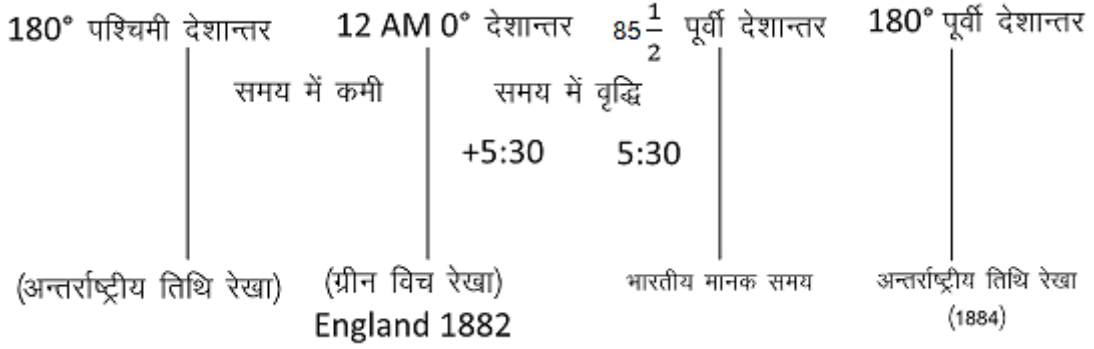 180° पश्चिमी देशान्तर 12 AM 0° देशान्तर 85 1/2 पूर्वी देशान्तर 180° पूर्वी देशान्तर
समय में कमी समय में वृद्धि
+5:30 5:30
(अन्तर्राष्ट्रीय तिथि रेखा) (ग्रीन विच रेखा) भारतीय मानक समय अन्तर्राष्ट्रीय तिथि रेखा
England 1882 (1884)